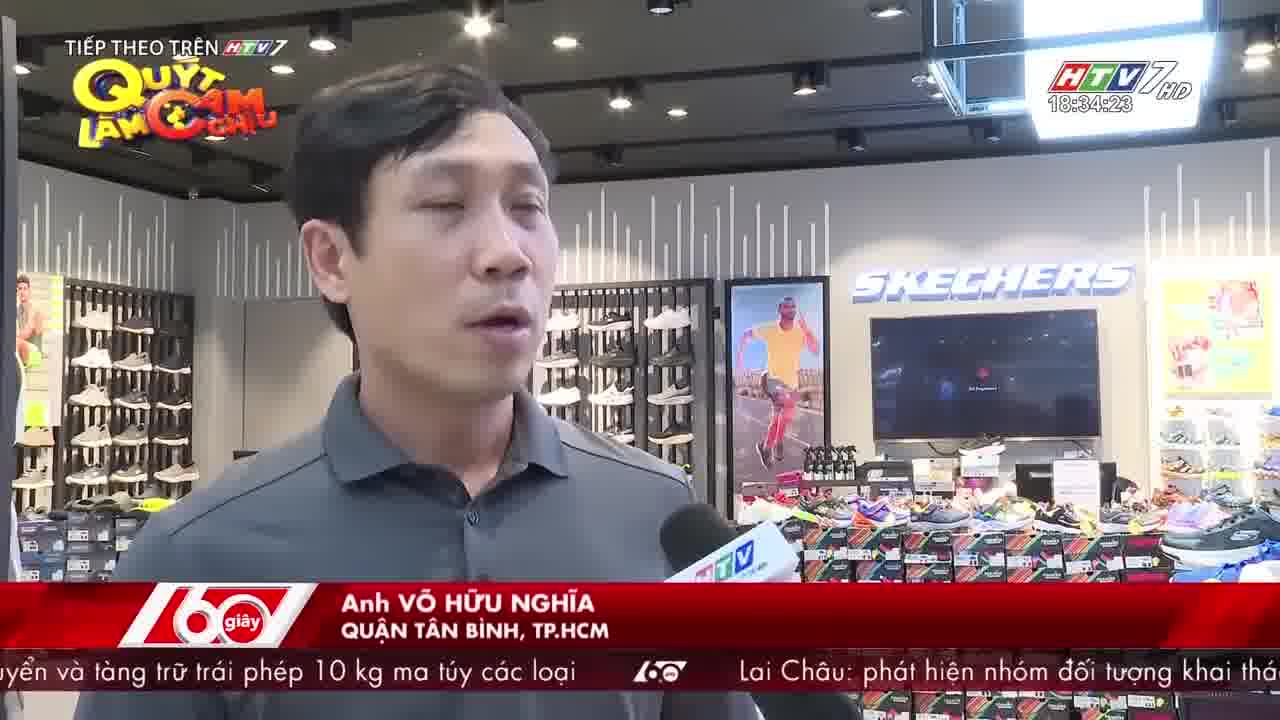 TIẾP THEO TRÊN HTV7
QUÝT
LÀM CAM
CHỊU
HTV7 HD
18:34:23
SKECHERS
HTV
60 giây
Anh VÕ HỮU NGHĨA
QUẬN TÂN BÌNH, TP.HCM
uyển và tàng trữ trái phép 10 kg ma túy các loại 60 Lai Châu: phát hiện nhóm đối tượng khai thá